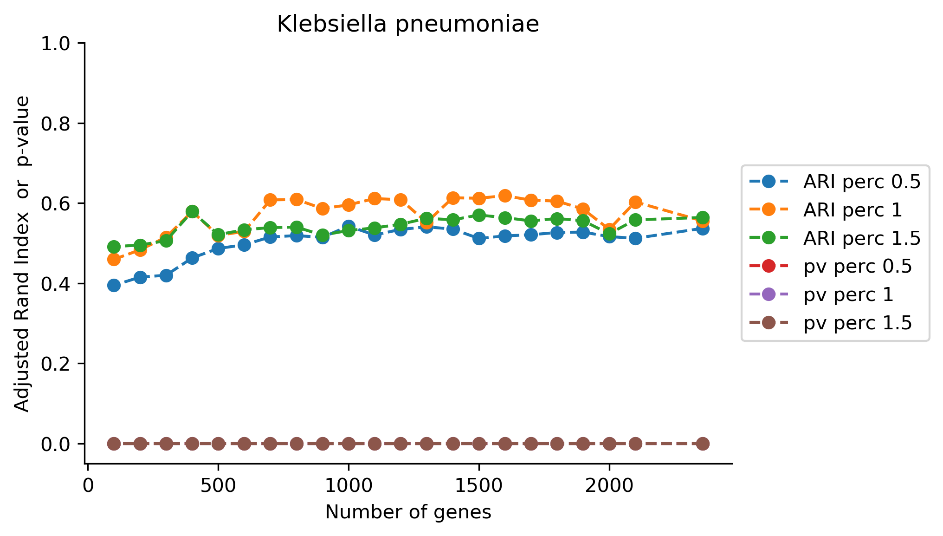 Klebsiella pneumoniae
1.0
0.8
0.6
0.4
0.2
0.0
Adjusted Rand Index or p-value
0
500
1000
1500
2000
Number of genes
ARI perc 0.5
ARI perc 1
ARI perc 1.5
pv perc 0.5
pv perc 1
pv perc 1.5